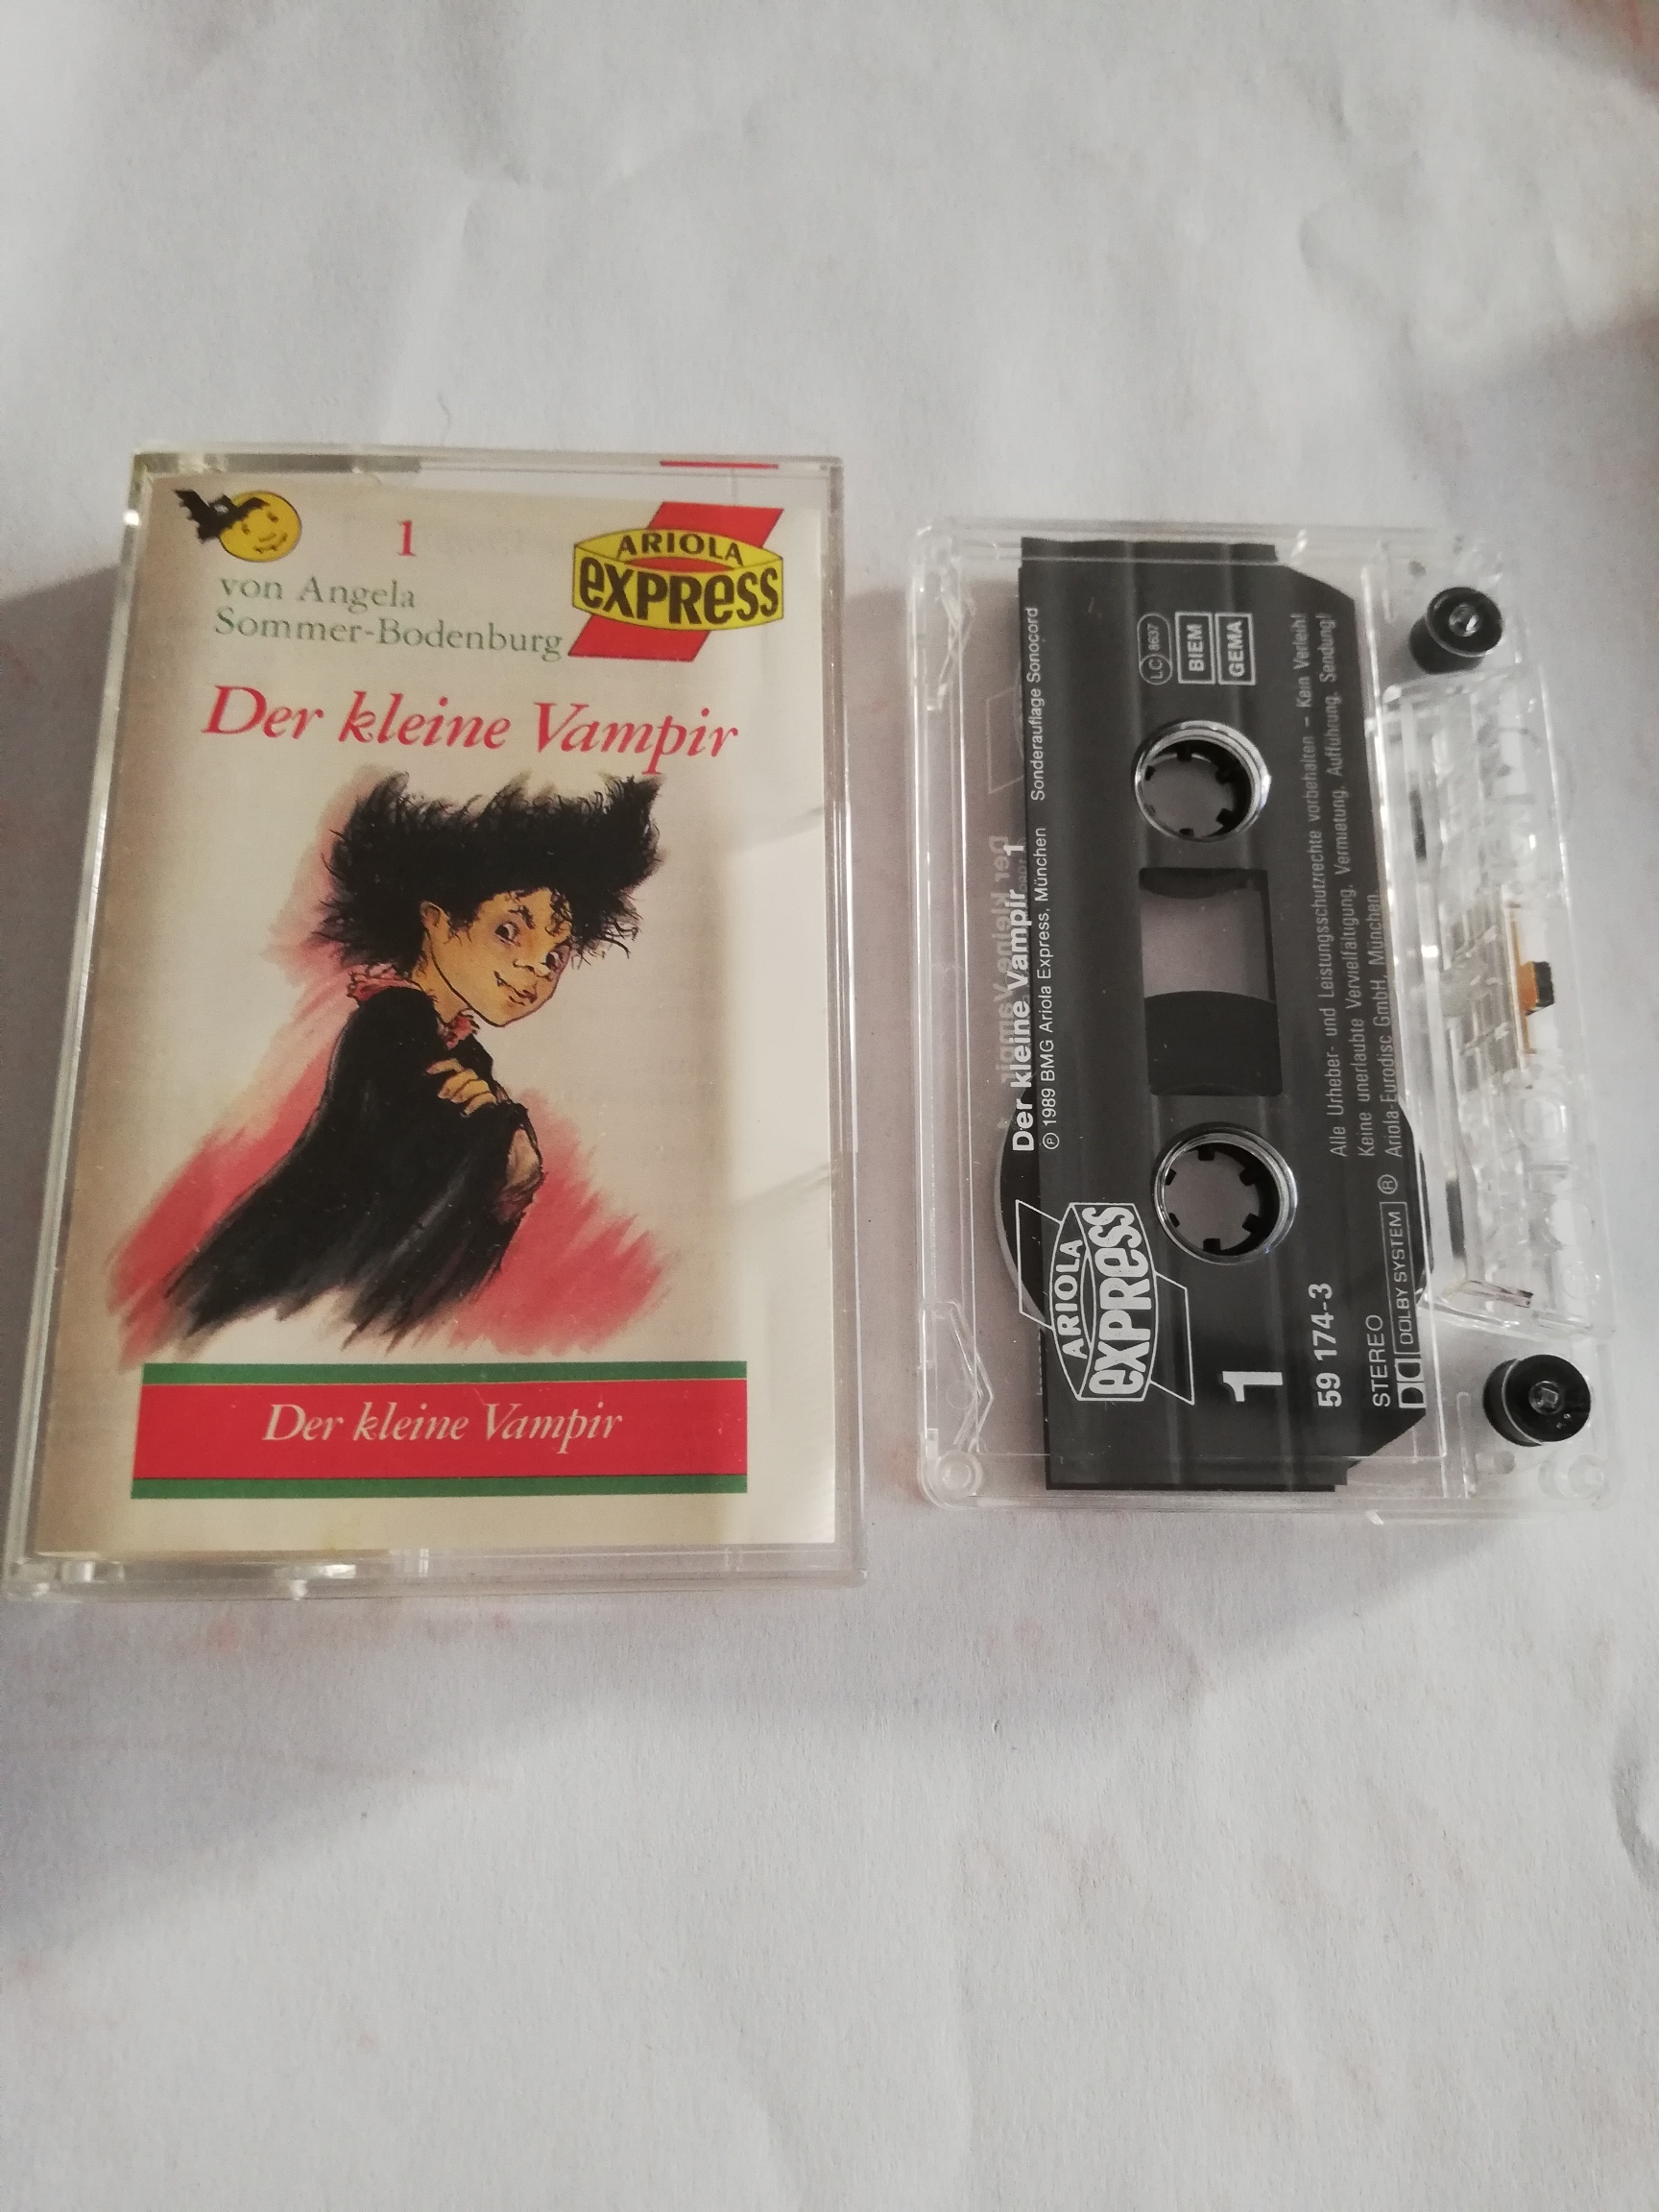 1
von Angela
Sommer-Bodenburg
ARIOLA
EXPRESS
Der kleine Vampir
Der kleine Vampir
Der kleine Vampir 1
Ⓟ 1989 BMG Ariola Express, München Sonderauflage Sonocord
ARIOLA
EXPRESS
LC 8637
BIEM
GEMA
1
59 174-3
STEREO
DOLBY SYSTEM ®
Alle Urheber- und Leistungsschutzrechte vorbehalten – Kein Verleih!
Keine unerlaubte Vervielfältigung, Vermietung, Aufführung, Sendung!
Ariola-Eurodisc GmbH, München.